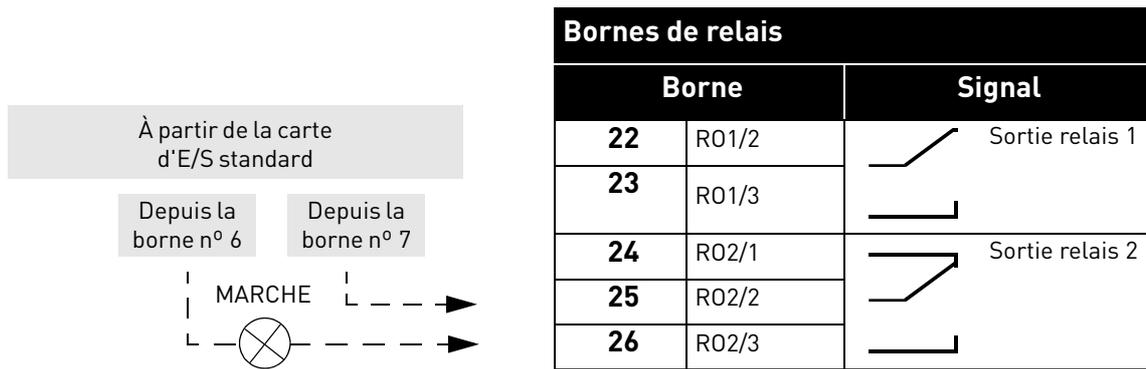 À partir de la carte
d'E/S standard
Depuis la
borne nº 6
Depuis la
borne nº 7
MARCHE
Bornes de relais
Borne Signal
22 RO1/2 Sortie relais 1
23 RO1/3
24 RO2/1 Sortie relais 2
25 RO2/2
26 RO2/3